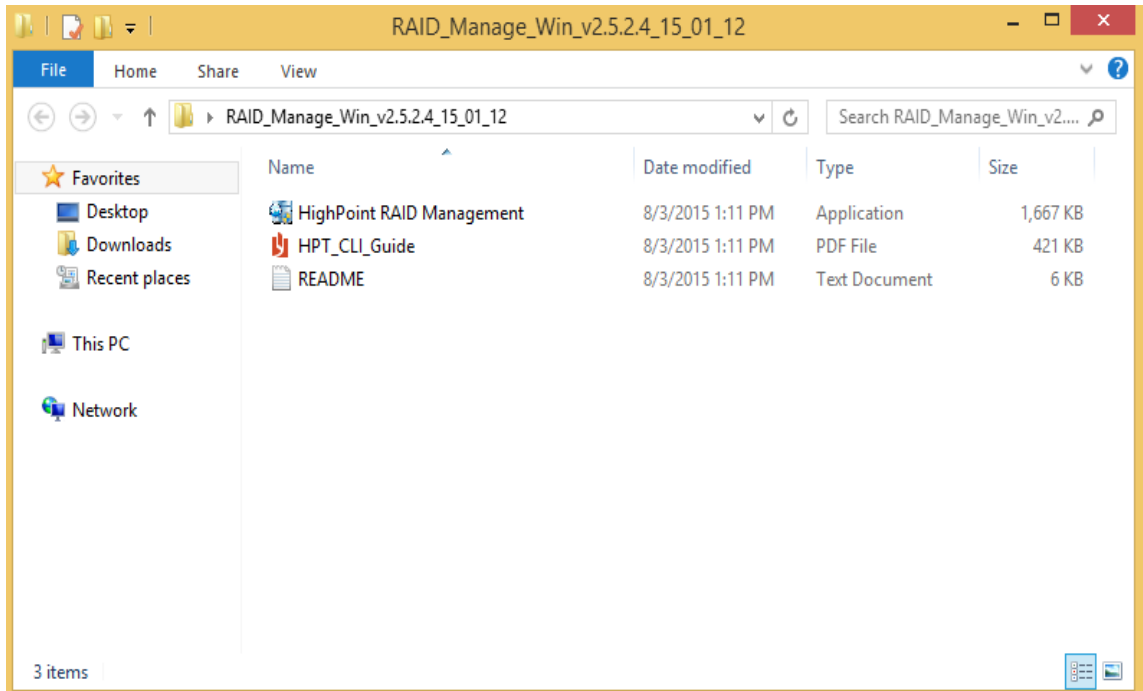 RAID_Manage_Win_v2.5.2.4_15_01_12
File Home Share View
RAID_Manage_Win_v2.5.2.4_15_01_12 Search RAID_Manage_Win_v2....
Favorites
Desktop
Downloads
Recent places
This PC
Network
Name Date modified Type Size
HighPoint RAID Management 8/3/2015 1:11 PM Application 1,667 KB
HPT_CLI_Guide 8/3/2015 1:11 PM PDF File 421 KB
README 8/3/2015 1:11 PM Text Document 6 KB
3 items